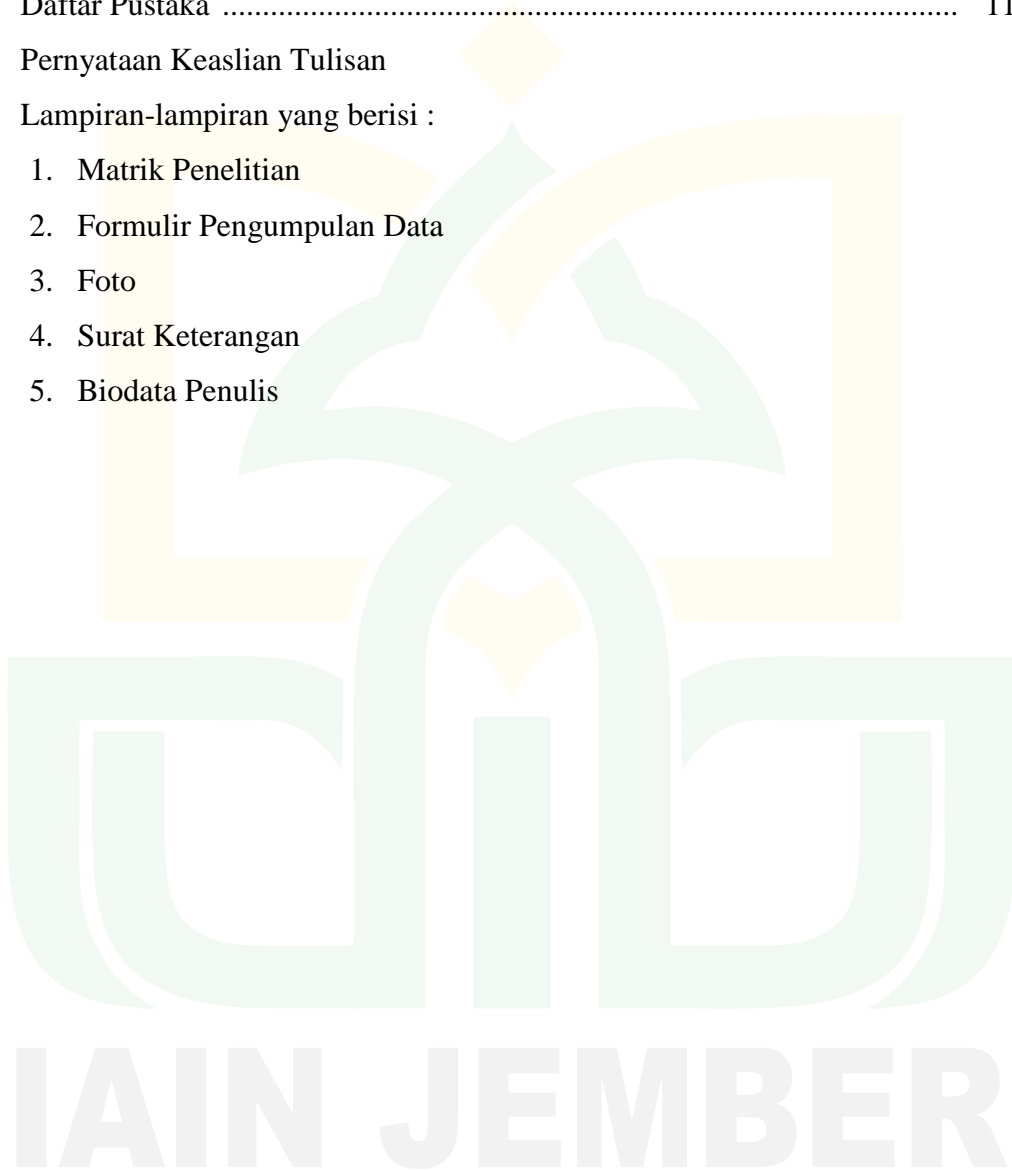 Daftar Pustaka ............................................................................................ 11
Pernyataan Keaslian Tulisan
Lampiran-lampiran yang berisi :
1. Matrik Penelitian
2. Formulir Pengumpulan Data
3. Foto
4. Surat Keterangan
5. Biodata Penulis
IAIN JEMBER